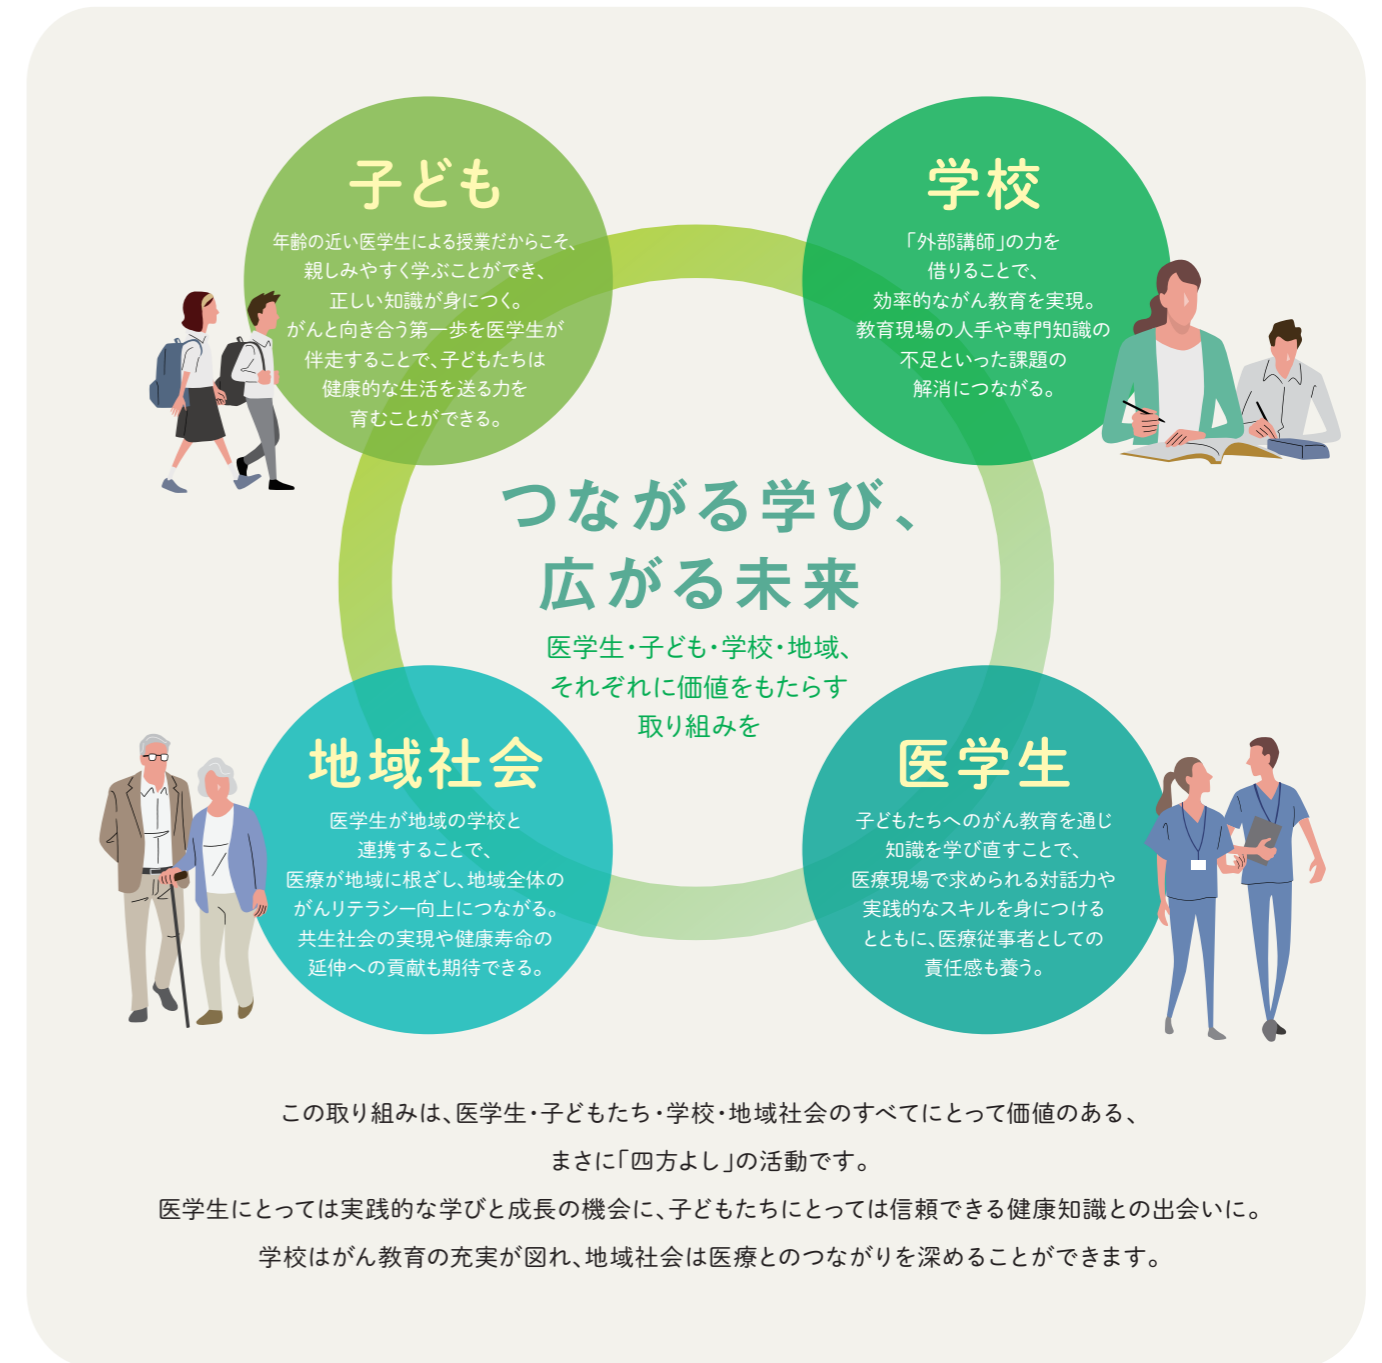 子ども
年齢の近い医学生による授業だからこそ、
親しみやすく学ぶことができ、
正しい知識が身につく。
がんと向き合う第一歩を医学生が
伴走することで、子どもたちは
健康的な生活を送る力を
育むことができる。
学校
「外部講師」の力を
借りることで、
効率的ながん教育を実現。
教育現場の人手や専門知識の
不足といった課題の
解消につながる。
つながる学び、
広がる未来
医学生・子ども・学校・地域、
それぞれに価値をもたらす
取り組みを
地域社会
医学生が地域の学校と
連携することで、
医療が地域に根ざし、地域全体の
がんリテラシー向上につながる。
共生社会の実現や健康寿命の
延伸への貢献も期待できる。
医学生
子どもたちへのがん教育を通じ
知識を学び直すことで、
医療現場で求められる対話力や
実践的なスキルを身につける
とともに、医療従事者としての
責任感も養う。
この取り組みは、医学生・子どもたち・学校・地域社会のすべてにとって価値のある、
まさに「四方よし」の活動です。
医学生にとっては実践的な学びと成長の機会に、子どもたちにとっては信頼できる健康知識との出会いに。
学校はがん教育の充実が図れ、地域社会は医療とのつながりを深めることができます。